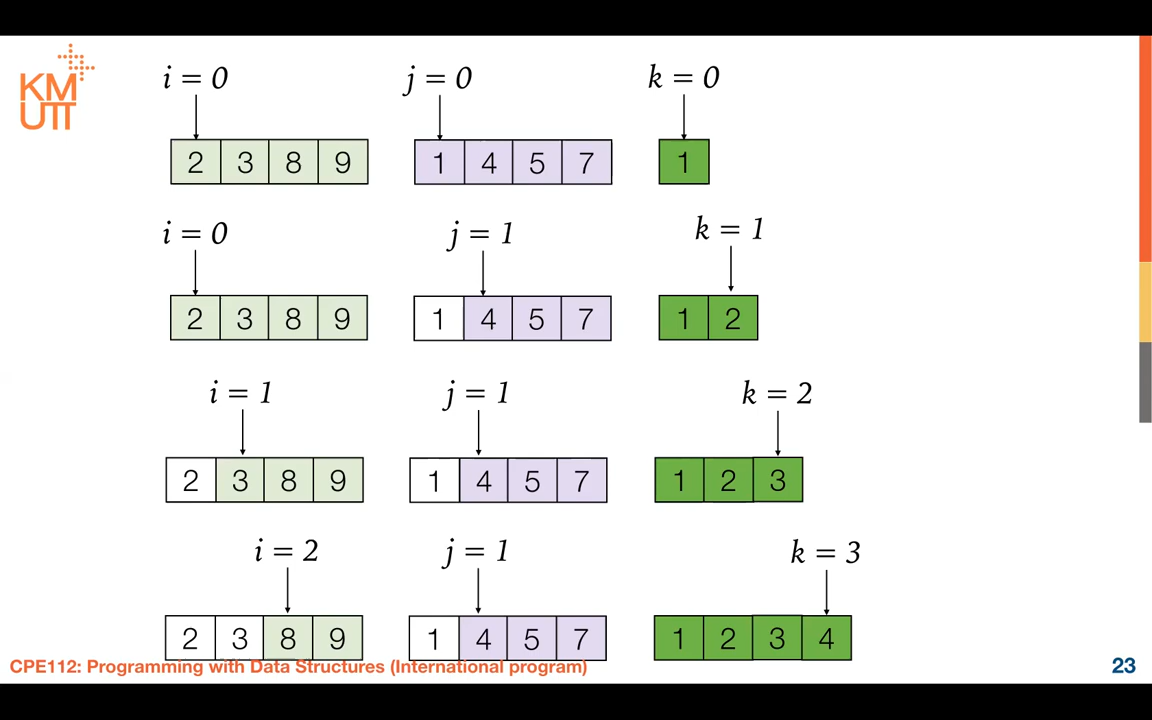 KM
UTT
i = 0 j = 0 k = 0
2 3 8 9 1 4 5 7 1
i = 0 j = 1 k = 1
2 3 8 9 1 4 5 7 1 2
i = 1 j = 1 k = 2
2 3 8 9 1 4 5 7 1 2 3
i = 2 j = 1 k = 3
2 3 8 9 1 4 5 7 1 2 3 4
CPE112: Programming with Data Structures (International program) 23